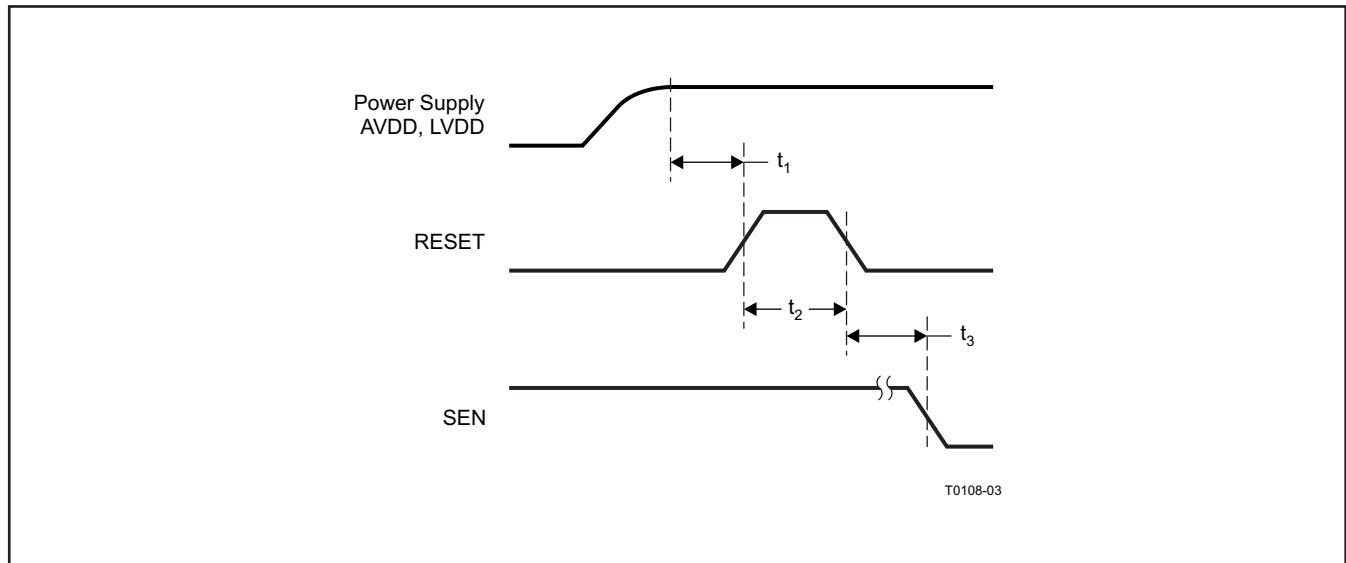 Power Supply
AVDD, LVDD
t1
RESET
t2
t3
SEN
T0108-03